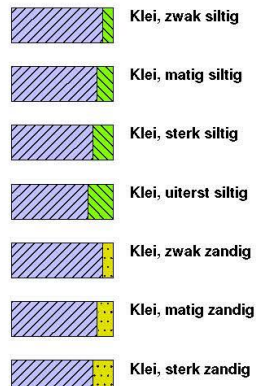 Klei, zwak siltig
Klei, matig siltig
Klei, sterk siltig
Klei, uiterst siltig
Klei, zwak zandig
Klei, matig zandig
Klei, sterk zandig